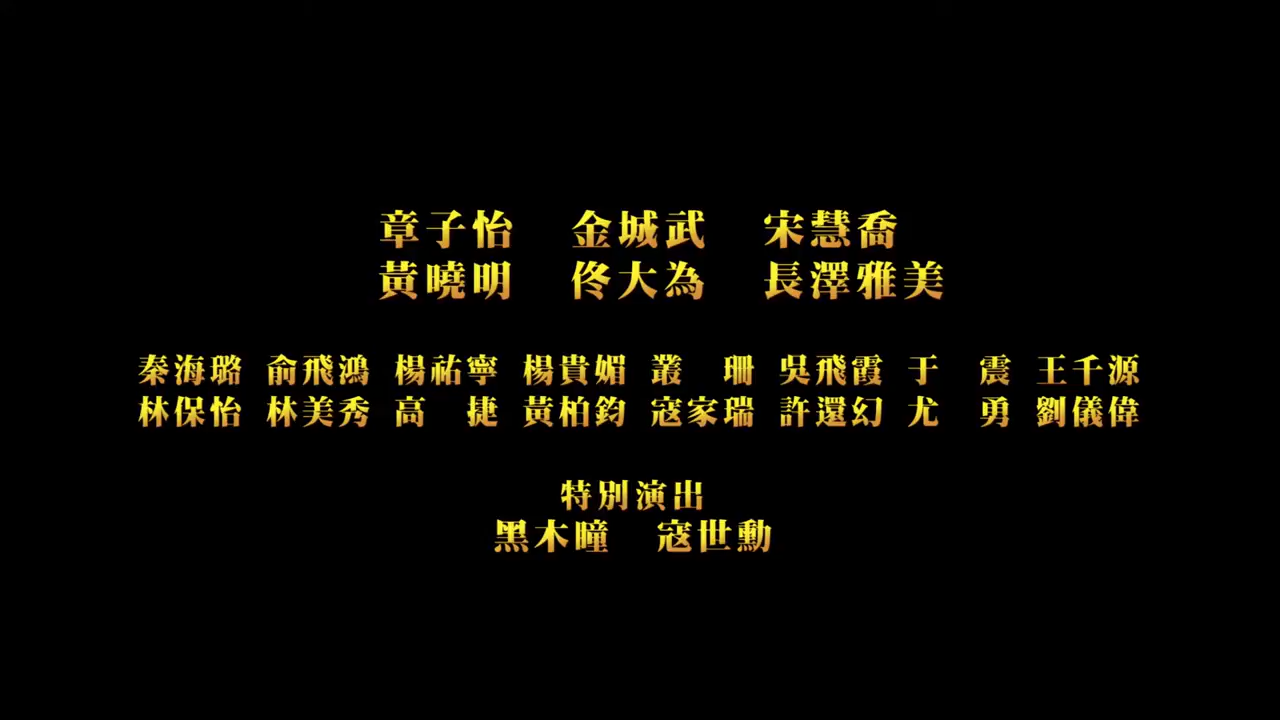 章子怡 金城武 宋慧喬
黃曉明 佟大為 長澤雅美
秦海璐 俞飛鴻 楊祐寧 楊貴媚 叢 珊 吳飛霞 于 震 王千源
林保怡 林美秀 高 捷 黃柏鈞 寇家瑞 許還幻 尤 勇 劉儀偉
特別演出
黑木瞳 寇世勳